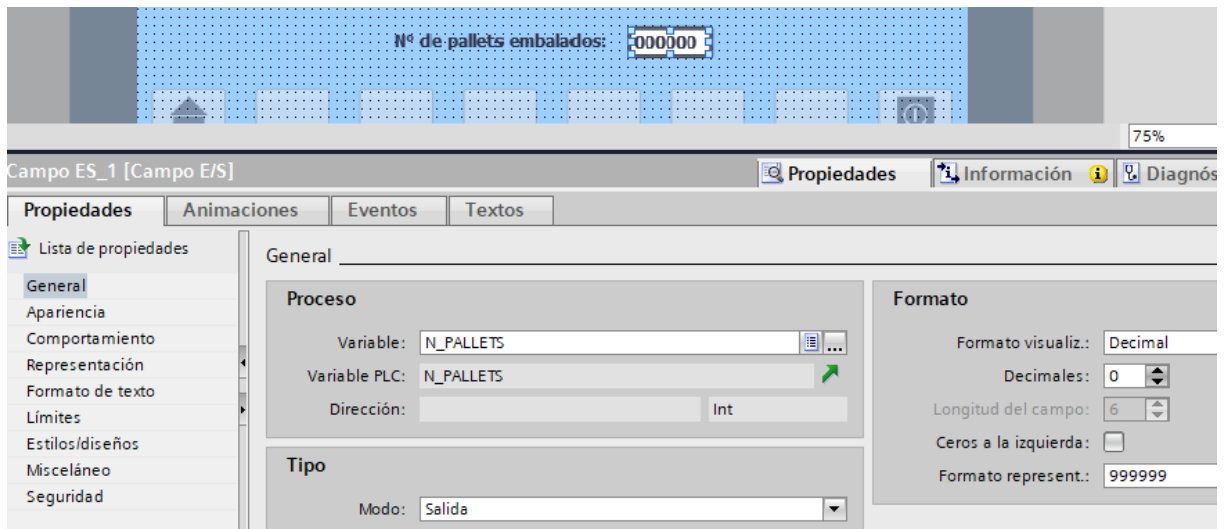 Nº de pallets embalados: 000000
75%
Campo ES_1 [Campo E/S]
Propiedades Información Diagnós
Propiedades Animaciones Eventos Textos
Lista de propiedades
General
Apariencia
Comportamiento
Representación
Formato de texto
Límites
Estilos/diseños
Misceláneo
Seguridad
General
Proceso
Variable: N_PALLETS ...
Variable PLC: N_PALLETS
Dirección: Int
Tipo
Modo: Salida
Formato
Formato visualiz.: Decimal
Decimales: 0
Longitud del campo: 6
Ceros a la izquierda:
Formato represent.: 999999